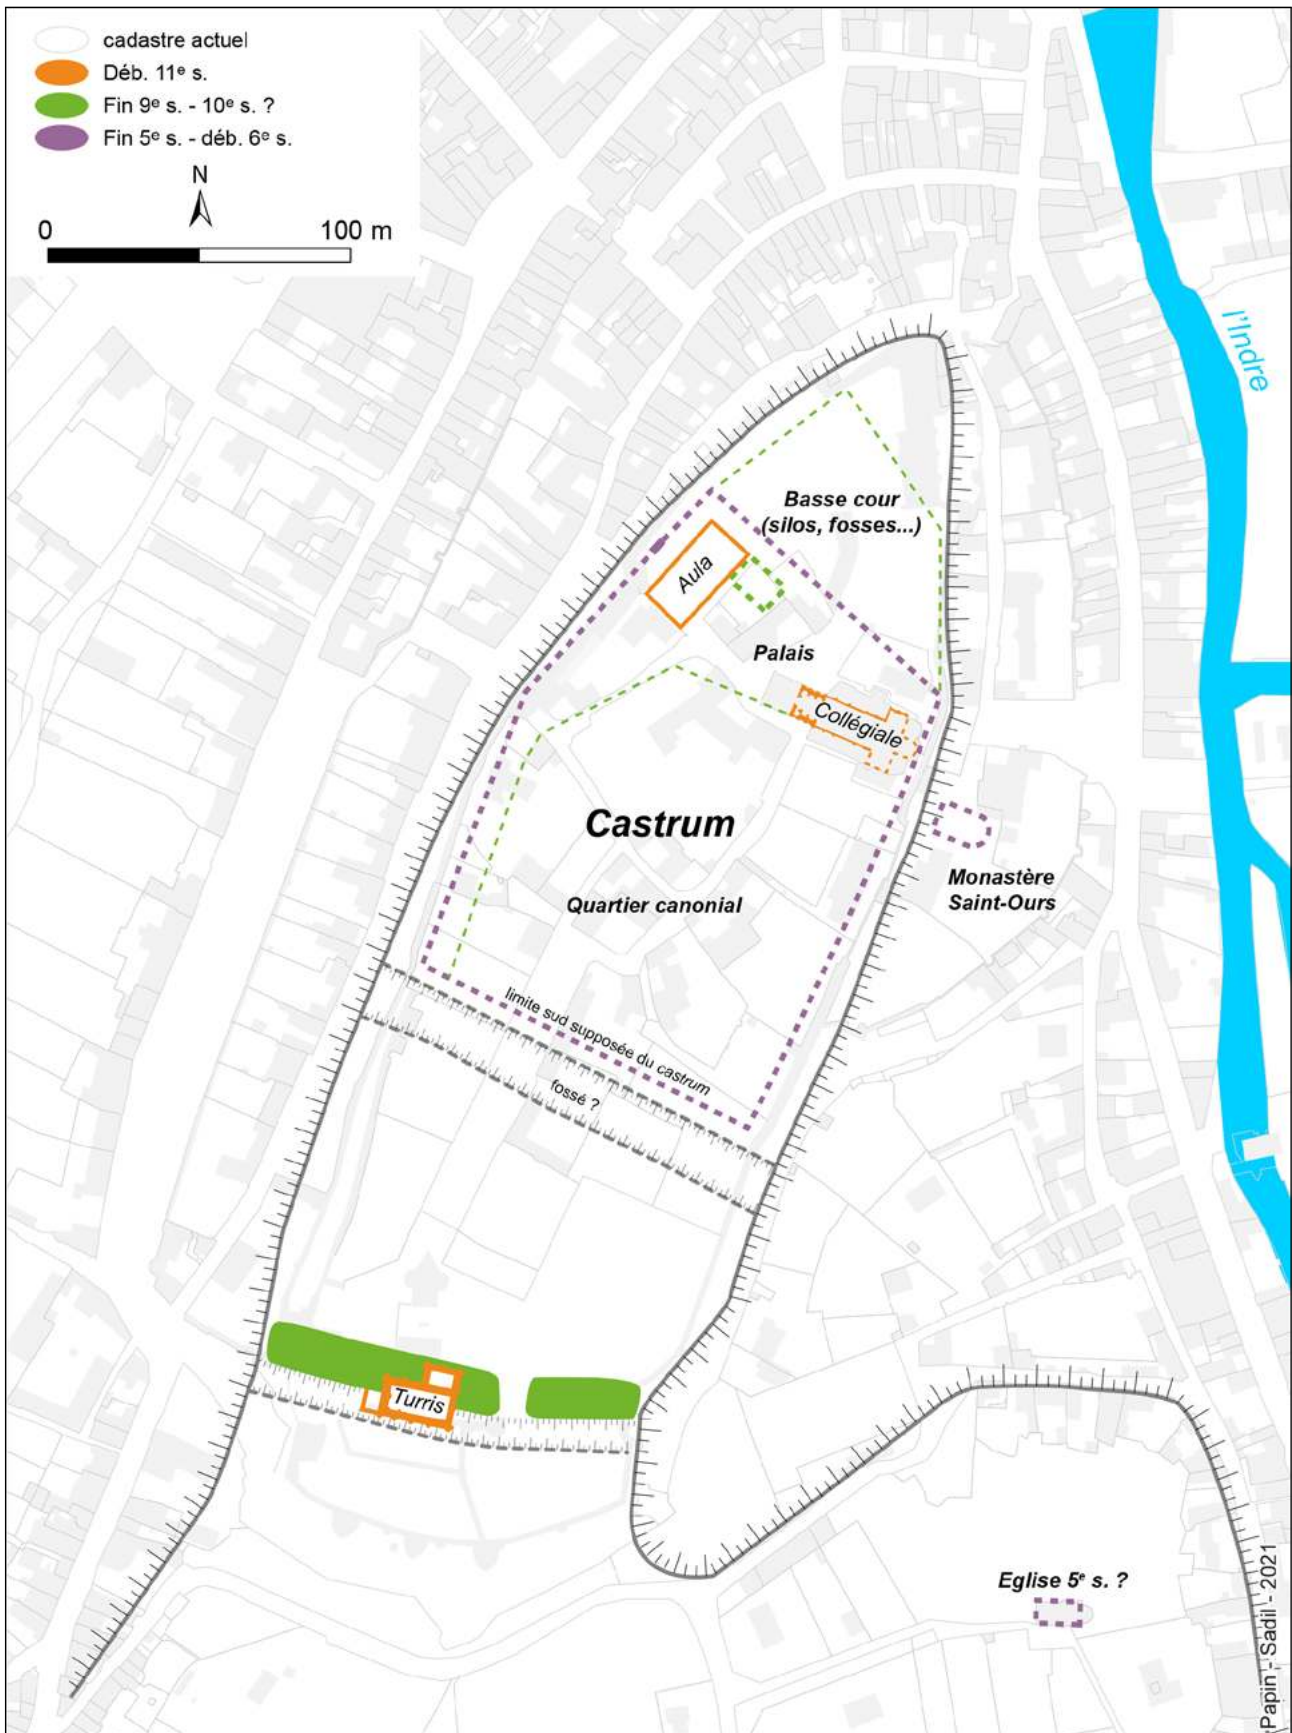 cadastre actuel
Déb. 11e s.
Fin 9e s. - 10e s. ?
Fin 5e s. - déb. 6e s.
N
0 100 m
l'Indre
Basse cour
(silos, fosses...)
Aula
Palais
Collégiale
Castrum
Quartier canonial
Monastère
Saint-Ours
limite sud supposée du castrum
fossé ?
Turris
Eglise 5e s. ?
Papin - Sadil - 2021